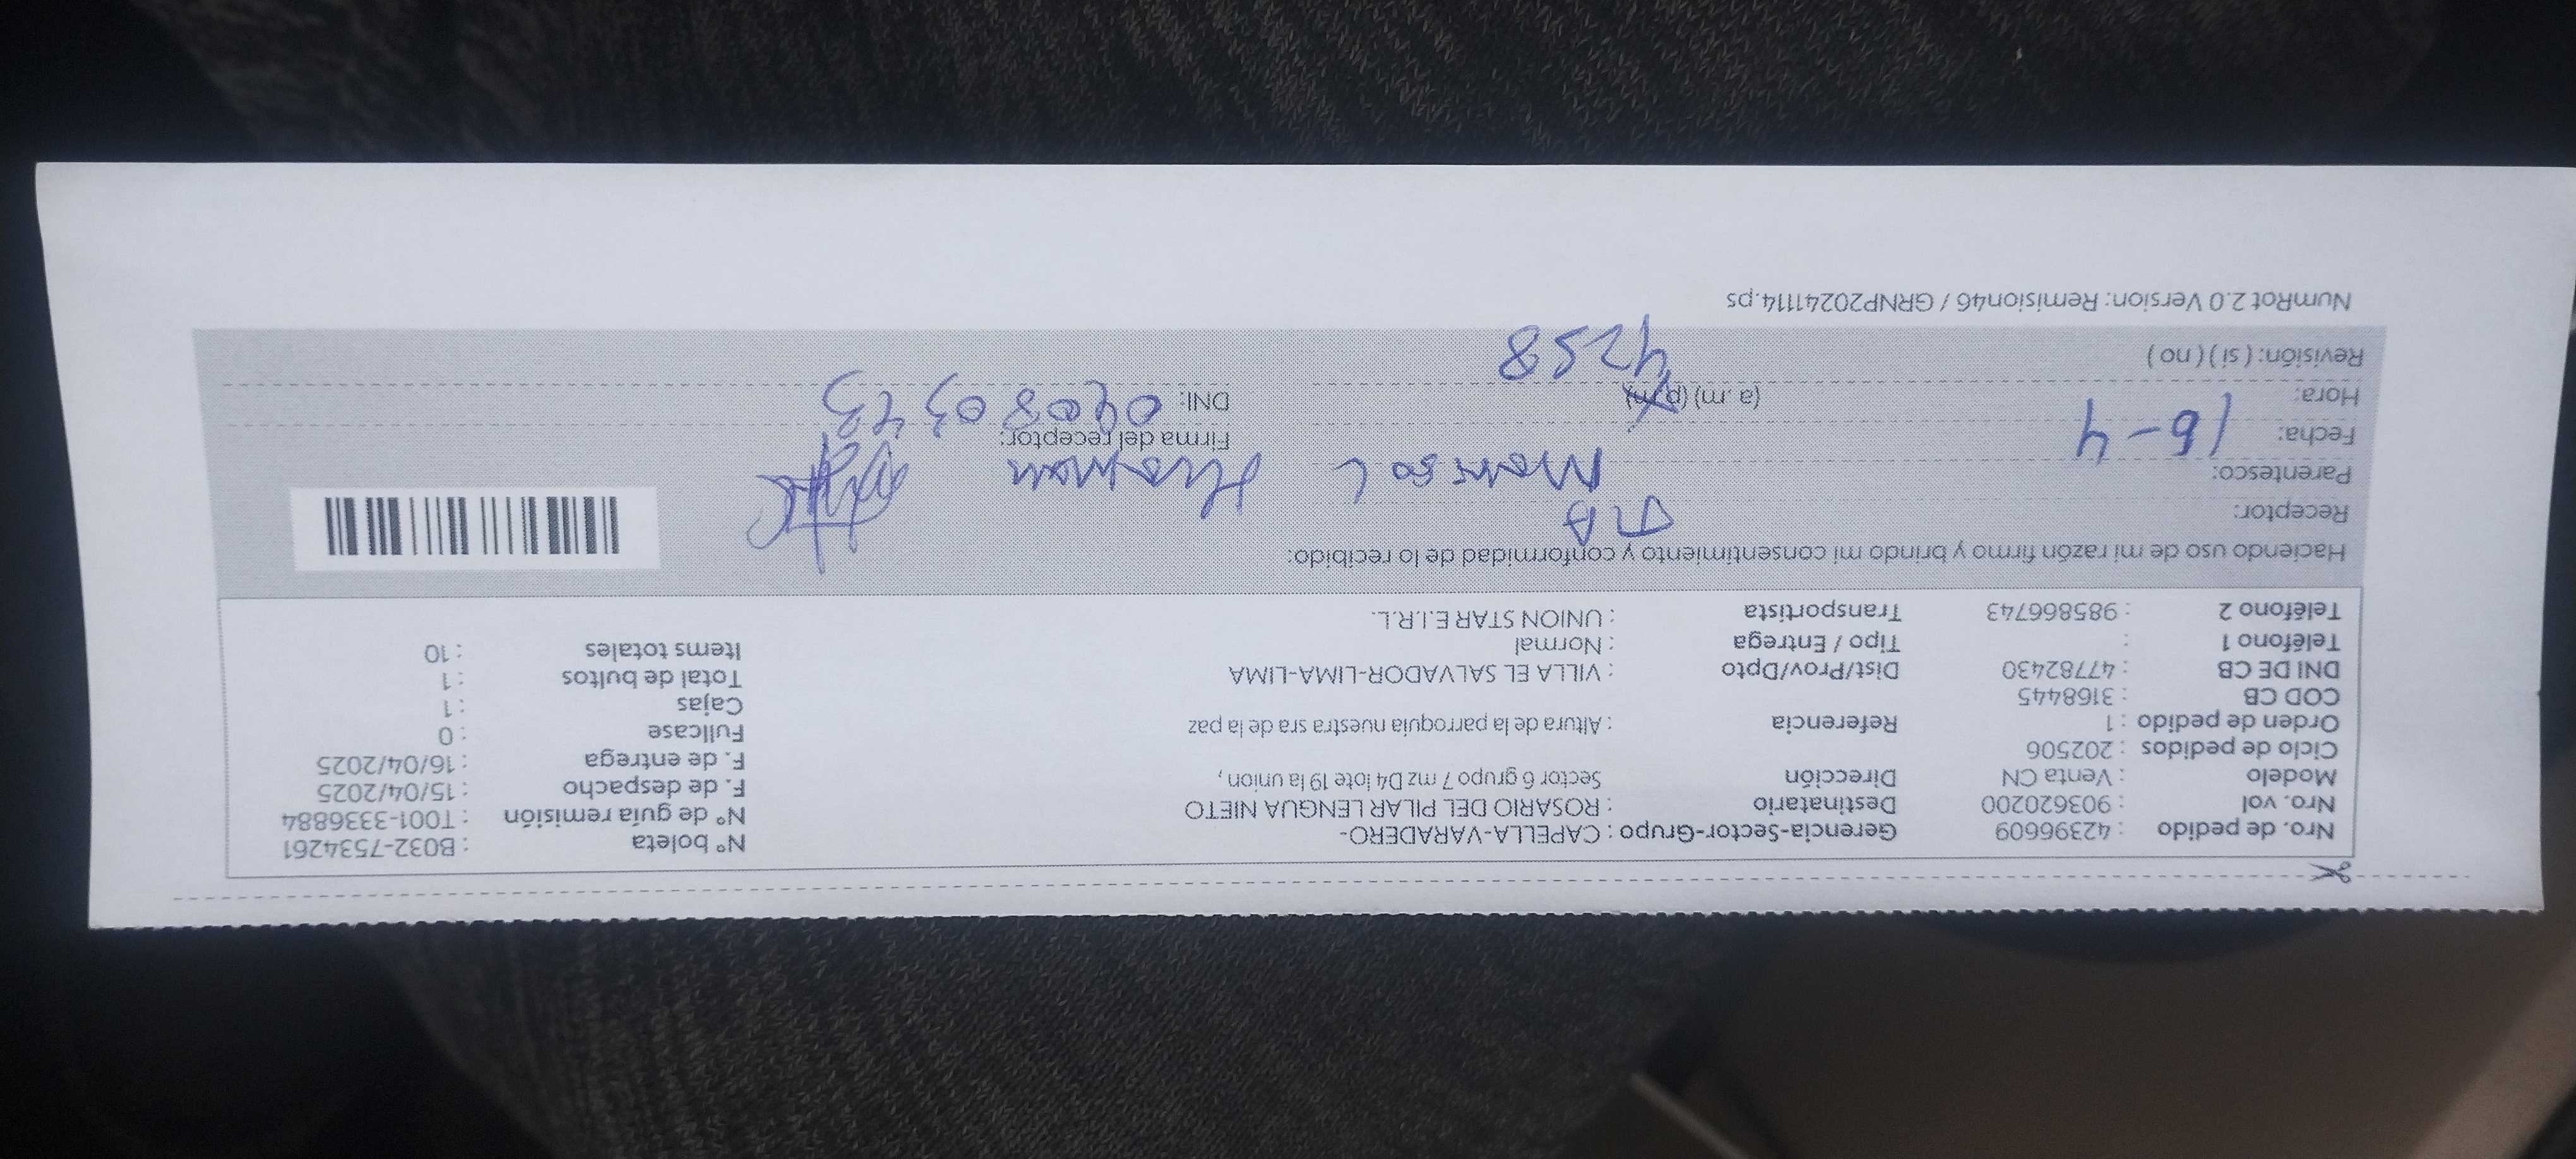 Nro. de pedido : 42396609 Gerencia-Sector-Grupo : CAPELLA-VARADERO- N° boleta : B032-7534261
Nro. vol : 903620200 Destinatario : ROSARIO DEL PILAR LENGUA NIETO N° de guía remisión : T001-3336884
Modelo : Venta CN Dirección Sector 6 grupo 7 mz D4 lote 19 la union , F. de despacho : 15/04/2025
Ciclo de pedidos : 202506 F. de entrega : 16/04/2025
Orden de pedido : 1 Referencia : Altura de la parroquia nuestra sra de la paz Fullcase : 0
COD CB : 3168445 Cajas : 1
DNI DE CB : 47782430 Dist/Prov/Dpto : VILLA EL SALVADOR-LIMA-LIMA Total de bultos : 1
Teléfono 1 : Tipo / Entrega : Normal Items totales : 10
Teléfono 2 : 985866743 Transportista : UNION STAR E.I.R.L.
Haciendo uso de mi razón firmo y brindo mi consentimiento y conformidad de lo recibido:
Receptor:
Parentesco:
Fecha: 16-4 Firma del receptor:
Hora: (a.m) (p.m) DNI:
Revisión: ( si ) ( no ) 4258
NumRot 2.0 Version: Remision46 / GRNP20241114.ps